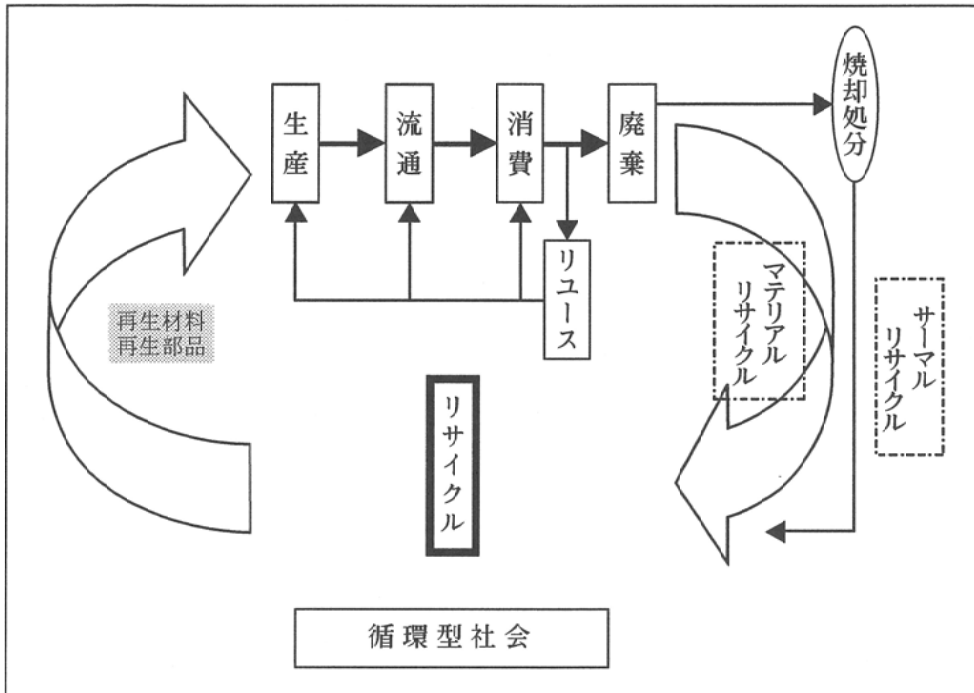 生産
流通
消費
廃棄
焼却処分
リユース
マテリアル
リサイクル
サーマル
リサイクル
再生材料
再生部品
リサイクル
循環型社会